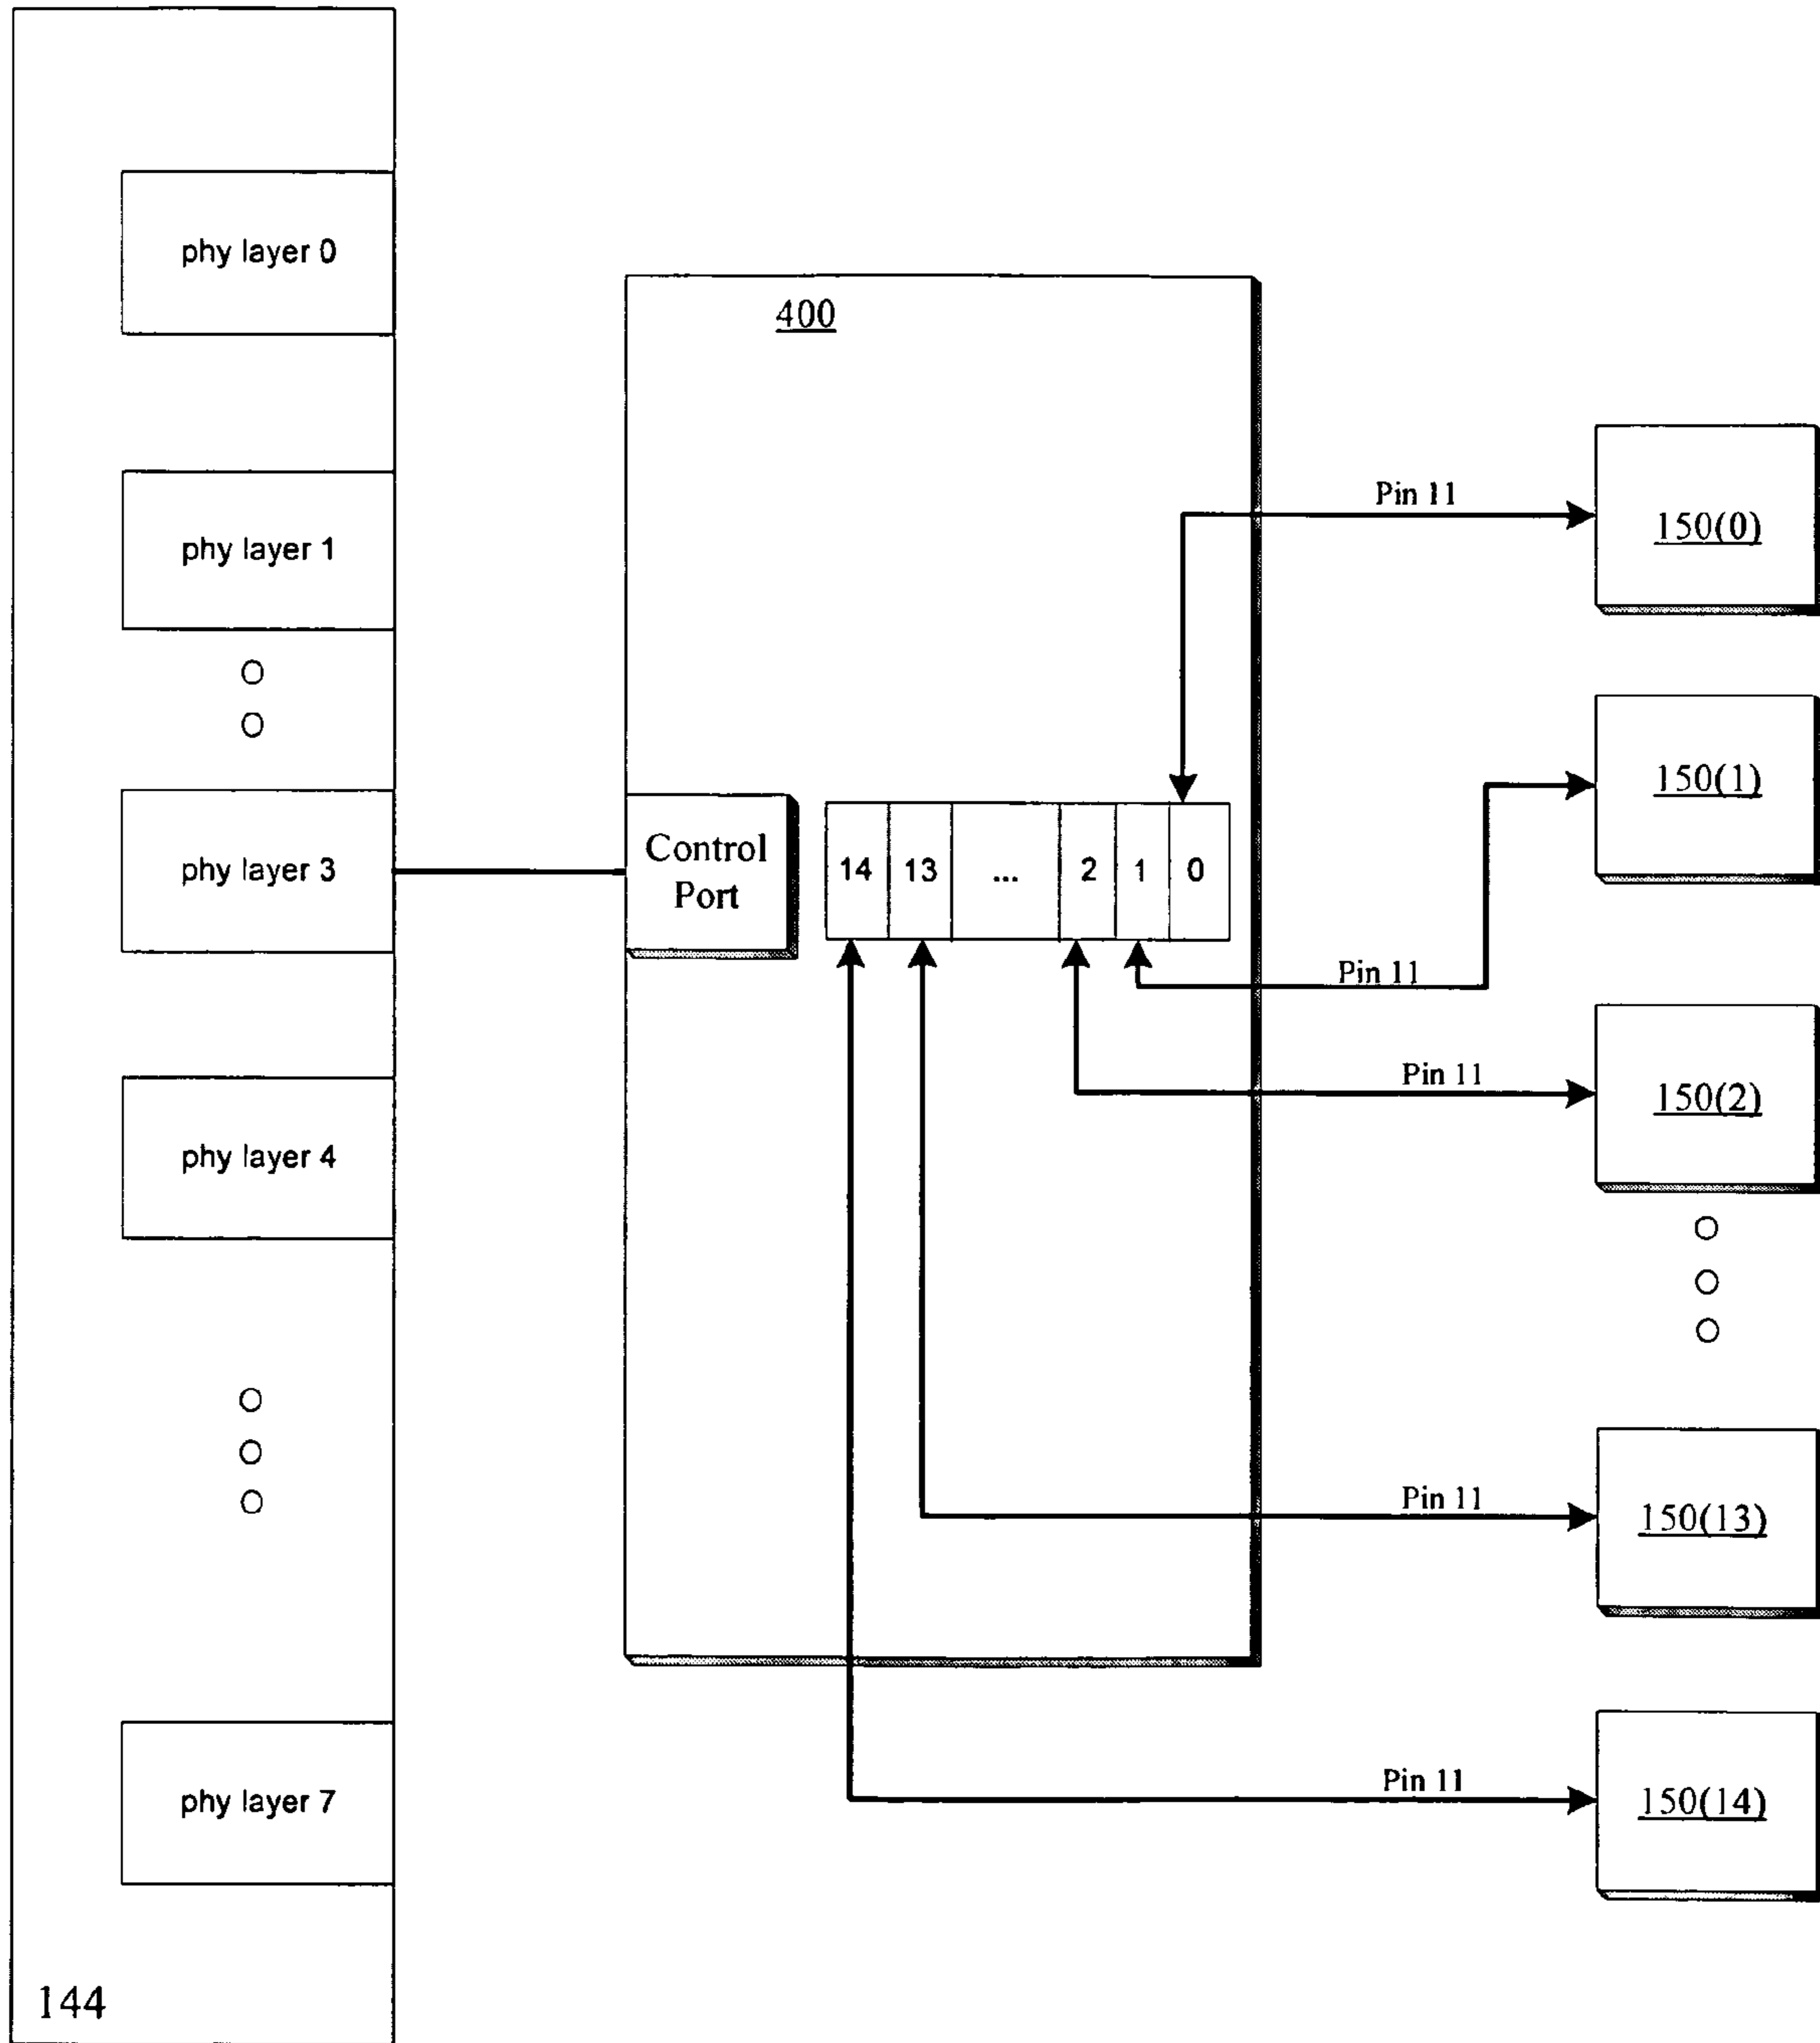 phy layer 0
400
Pin 11
150(0)
phy layer 1
150(1)
phy layer 3
Control
Port
14 13 ... 2 1 0
Pin 11
Pin 11
150(2)
phy layer 4
Pin 11
150(13)
phy layer 7
Pin 11
150(14)
144